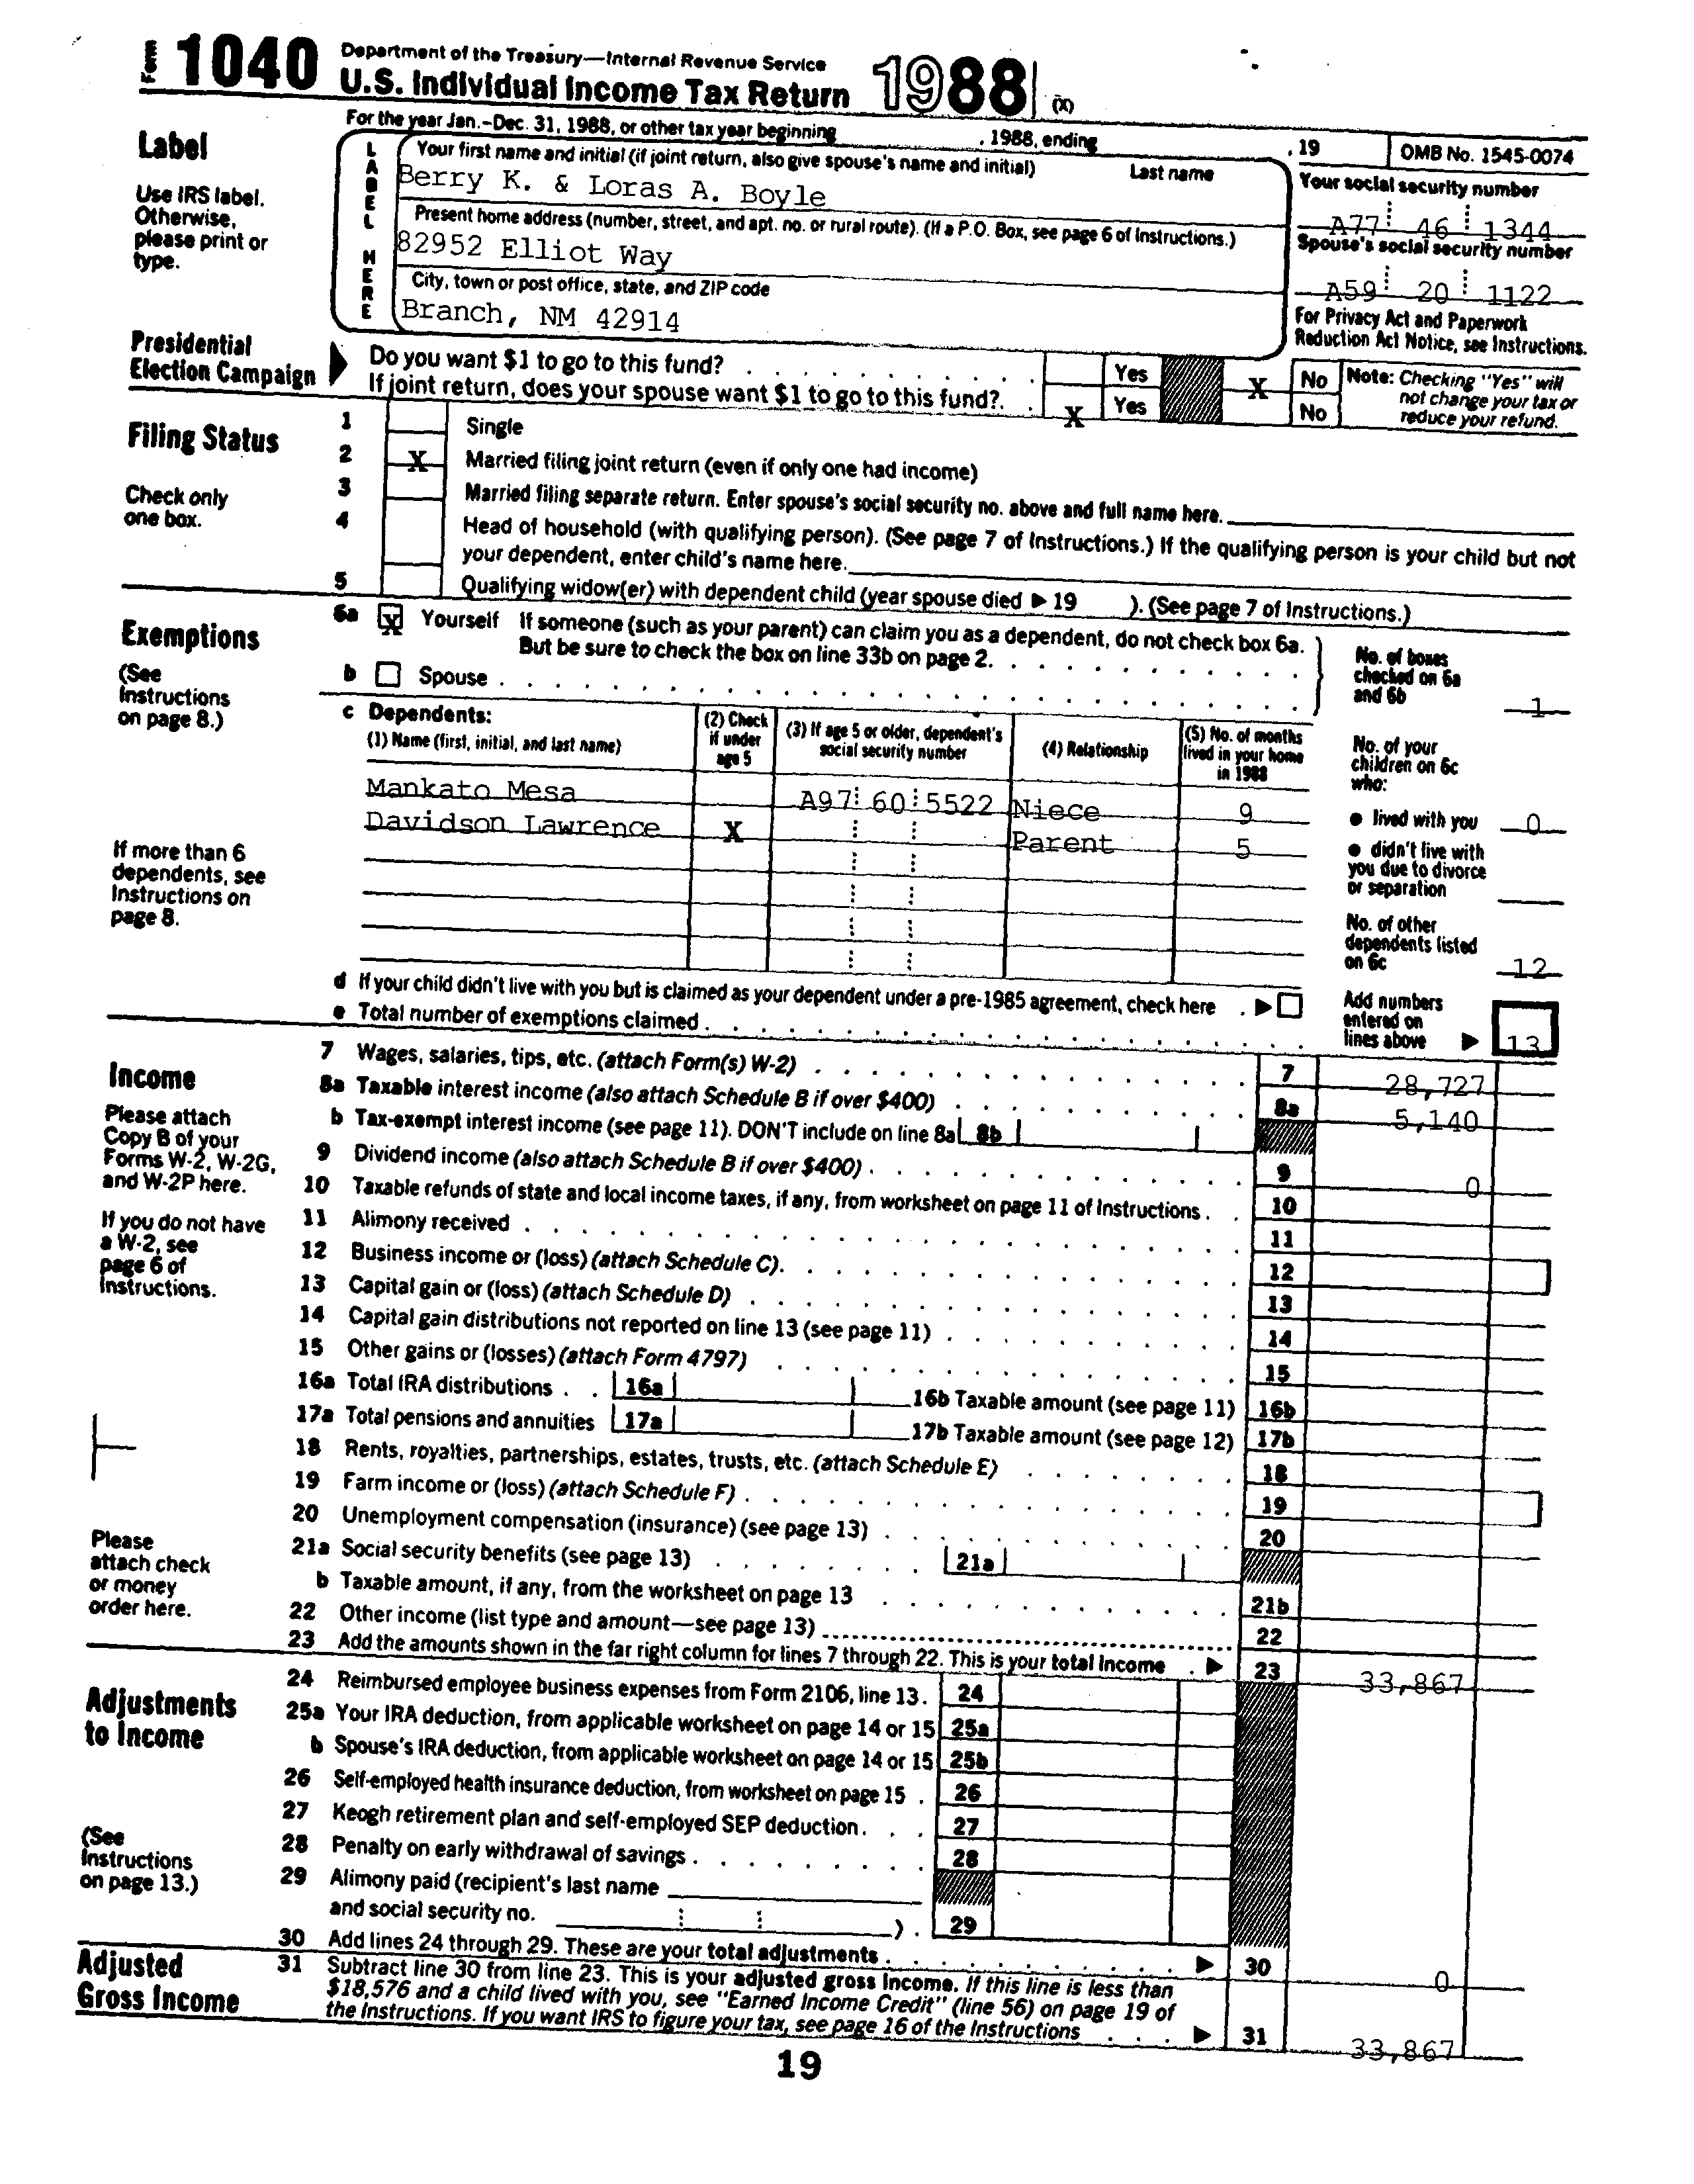 Form 1040 Department of the Treasury—Internal Revenue Service
U.S. Individual Income Tax Return 1988 (X)
For the year Jan.-Dec. 31, 1988, or other tax year beginning , 1988, ending , 19 OMB No. 1545-0074
Label
Use IRS label.
Otherwise,
please print or
type.
LABEL HERE
Your first name and initial (if joint return, also give spouse's name and initial) Last name
Berry K. & Loras A. Boyle
Present home address (number, street, and apt. no. or rural route). (If a P.O. Box, see page 6 of Instructions.)
82952 Elliot Way
City, town or post office, state, and ZIP code
Branch, NM 42914
Your social security number
A77 46 1344
Spouse's social security number
A59 20 1122
For Privacy Act and Paperwork
Reduction Act Notice, see Instructions.
Presidential
Election Campaign
Do you want $1 to go to this fund? Yes X No
If joint return, does your spouse want $1 to go to this fund? X Yes No
Note: Checking "Yes" will
not change your tax or
reduce your refund.
Filing Status
Check only
one box.
1 Single
2 X Married filing joint return (even if only one had income)
3 Married filing separate return. Enter spouse's social security no. above and full name here.
4 Head of household (with qualifying person). (See page 7 of Instructions.) If the qualifying person is your child but not
your dependent, enter child's name here.
5 Qualifying widow(er) with dependent child (year spouse died ▶ 19 ). (See page 7 of Instructions.)
Exemptions
(See
Instructions
on page 8.)
6a X Yourself If someone (such as your parent) can claim you as a dependent, do not check box 6a.
But be sure to check the box on line 33b on page 2.
b Spouse
No. of boxes
checked on 6a
and 6b 1
c Dependents:
(1) Name (first, initial, and last name)
(2) Check
if under
age 5
(3) If age 5 or older, dependent's
social security number
(4) Relationship
(5) No. of months
lived in your home
in 1988
Mankato Mesa A97 60 5522 Niece 9
Davidson Lawrence X Parent 5
If more than 6
dependents, see
Instructions on
page 8.
No. of your
children on 6c
who:
● lived with you 0
● didn't live with
you due to divorce
or separation
No. of other
dependents listed
on 6c 12
d If your child didn't live with you but is claimed as your dependent under a pre-1985 agreement, check here ▶
e Total number of exemptions claimed
Add numbers
entered on
lines above ▶ 13
Income
Please attach
Copy B of your
Forms W-2, W-2G,
and W-2P here.
If you do not have
a W-2, see
page 6 of
Instructions.
7 Wages, salaries, tips, etc. (attach Form(s) W-2) 7 28,727
8a Taxable interest income (also attach Schedule B if over $400) 8a 5,140
b Tax-exempt interest income (see page 11). DON'T include on line 8a 8b
9 Dividend income (also attach Schedule B if over $400) 9 0
10 Taxable refunds of state and local income taxes, if any, from worksheet on page 11 of Instructions 10
11 Alimony received 11
12 Business income or (loss) (attach Schedule C) 12
13 Capital gain or (loss) (attach Schedule D) 13
14 Capital gain distributions not reported on line 13 (see page 11) 14
15 Other gains or (losses) (attach Form 4797) 15
16a Total IRA distributions 16a 16b Taxable amount (see page 11) 16b
17a Total pensions and annuities 17a 17b Taxable amount (see page 12) 17b
18 Rents, royalties, partnerships, estates, trusts, etc. (attach Schedule E) 18
19 Farm income or (loss) (attach Schedule F) 19
20 Unemployment compensation (insurance) (see page 13) 20
21a Social security benefits (see page 13) 21a
b Taxable amount, if any, from the worksheet on page 13 21b
22 Other income (list type and amount—see page 13) 22
23 Add the amounts shown in the far right column for lines 7 through 22. This is your total income ▶ 23 33,867
Please
attach check
or money
order here.
Adjustments
to Income
(See
Instructions
on page 13.)
24 Reimbursed employee business expenses from Form 2106, line 13. 24
25a Your IRA deduction, from applicable worksheet on page 14 or 15 25a
b Spouse's IRA deduction, from applicable worksheet on page 14 or 15 25b
26 Self-employed health insurance deduction, from worksheet on page 15 26
27 Keogh retirement plan and self-employed SEP deduction 27
28 Penalty on early withdrawal of savings 28
29 Alimony paid (recipient's last name
and social security no. ) 29
30 Add lines 24 through 29. These are your total adjustments ▶ 30 0
Adjusted
Gross Income
31 Subtract line 30 from line 23. This is your adjusted gross income. If this line is less than
$18,576 and a child lived with you, see "Earned Income Credit" (line 56) on page 19 of
the Instructions. If you want IRS to figure your tax, see page 16 of the Instructions ▶ 31 33,867
19